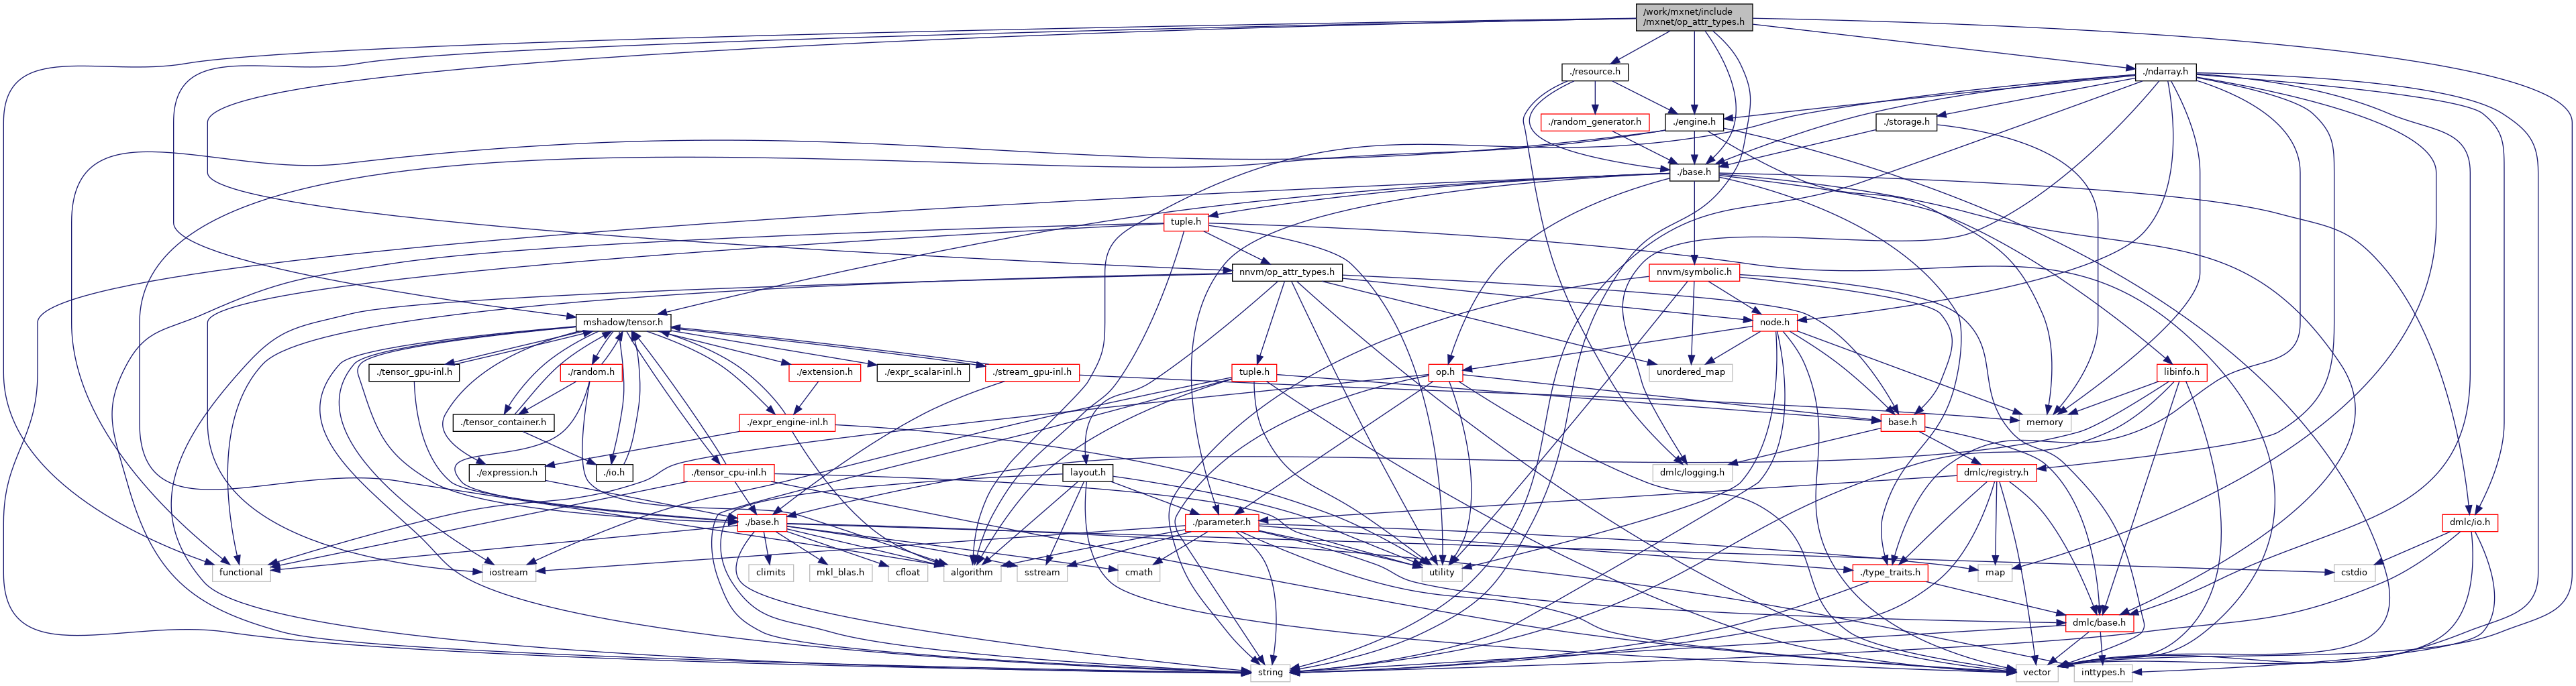 /work/mxnet/include
/mxnet/op_attr_types.h
./resource.h
./ndarray.h
./random_generator.h
./engine.h
./storage.h
./base.h
tuple.h
nnvm/op_attr_types.h
nnvm/symbolic.h
mshadow/tensor.h
node.h
./tensor_gpu-inl.h
./random.h
./extension.h
./expr_scalar-inl.h
./stream_gpu-inl.h
tuple.h
op.h
unordered_map
libinfo.h
./tensor_container.h
./expr_engine-inl.h
base.h
memory
./expression.h
./io.h
./tensor_cpu-inl.h
layout.h
dmlc/logging.h
dmlc/registry.h
./base.h
./parameter.h
dmlc/io.h
functional
iostream
climits
mkl_blas.h
cfloat
algorithm
sstream
cmath
utility
./type_traits.h
map
cstdio
dmlc/base.h
string
vector
inttypes.h